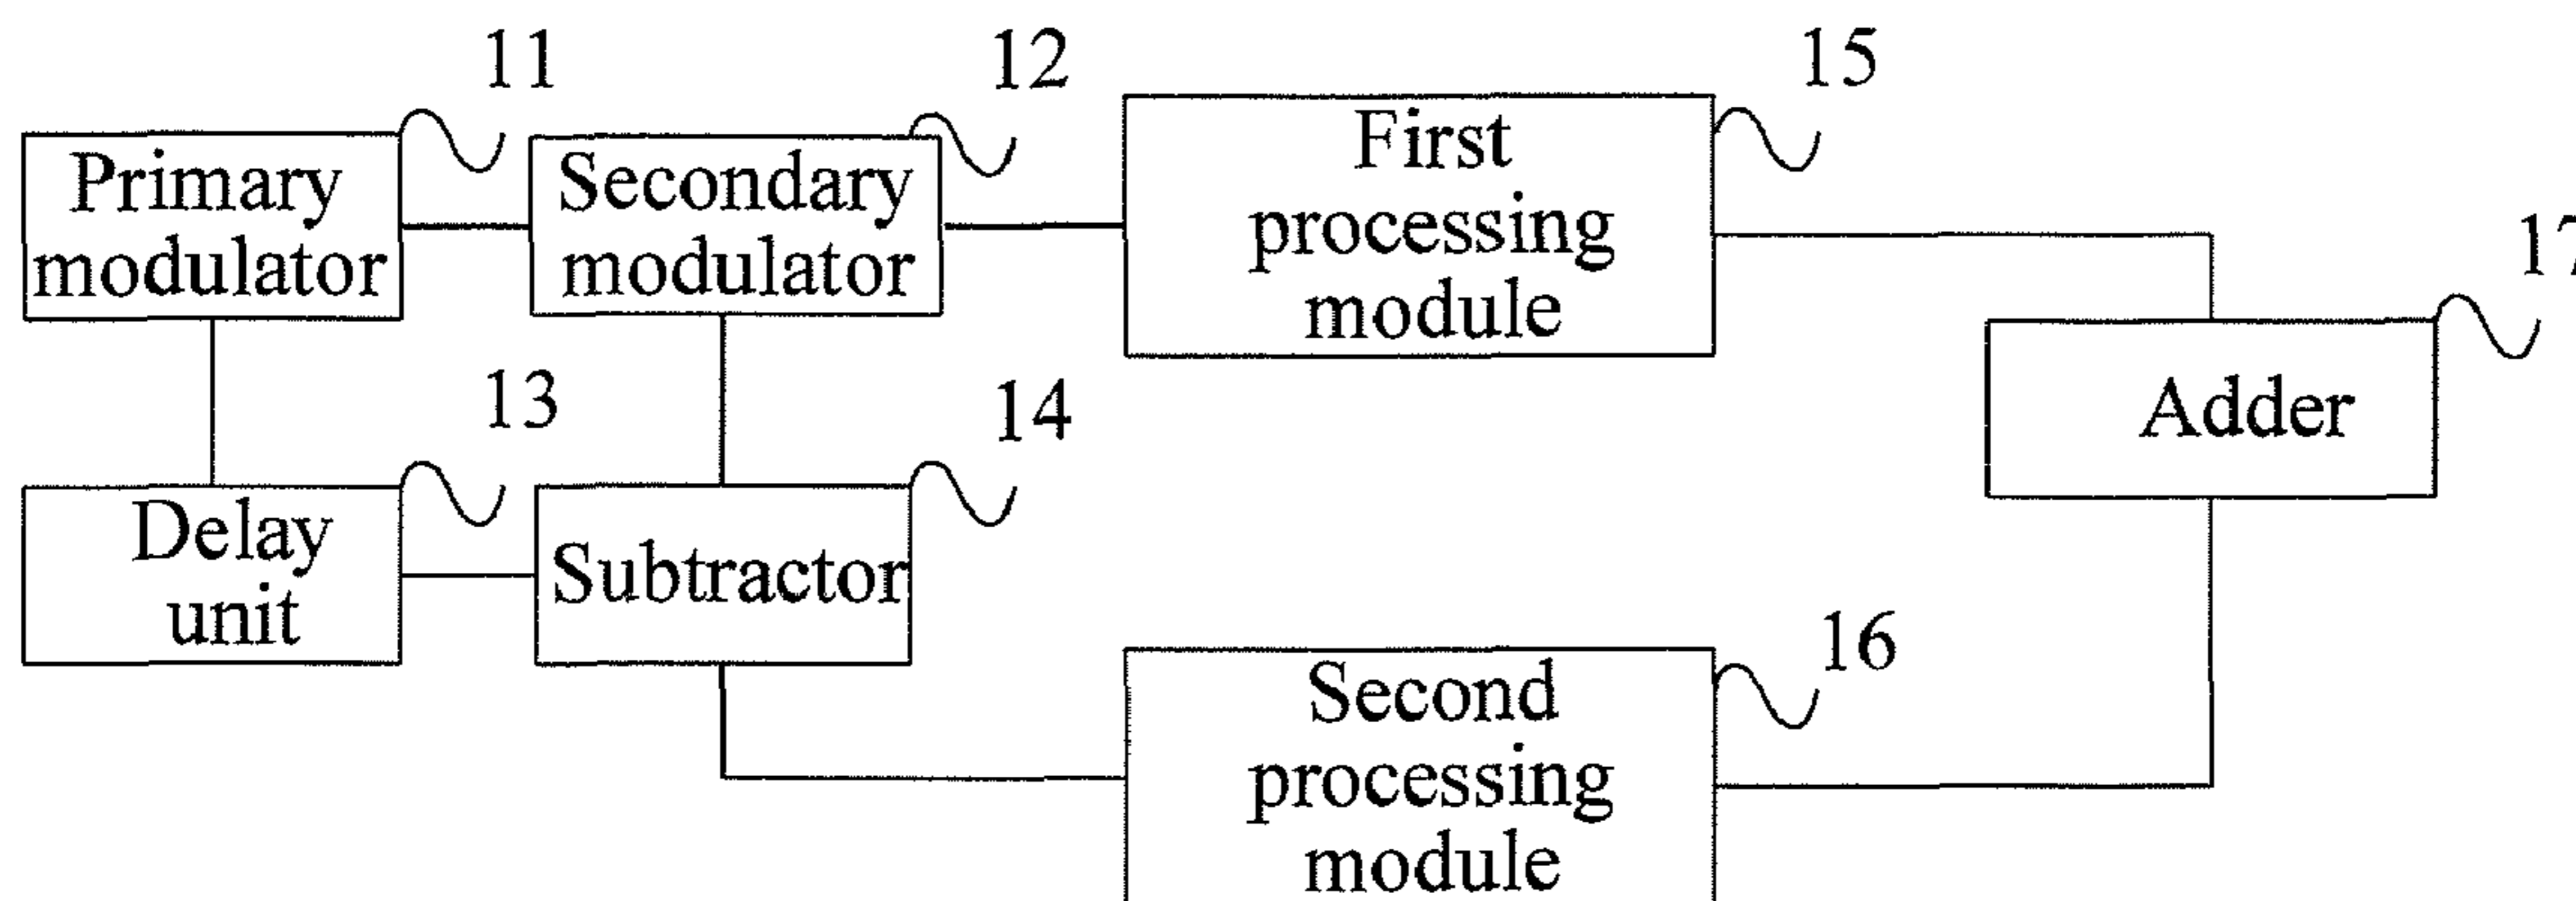 11
12
15
Primary
modulator
Secondary
modulator
First
processing
module
17
13
14
Adder
Delay
unit
Subtractor
16
Second
processing
module